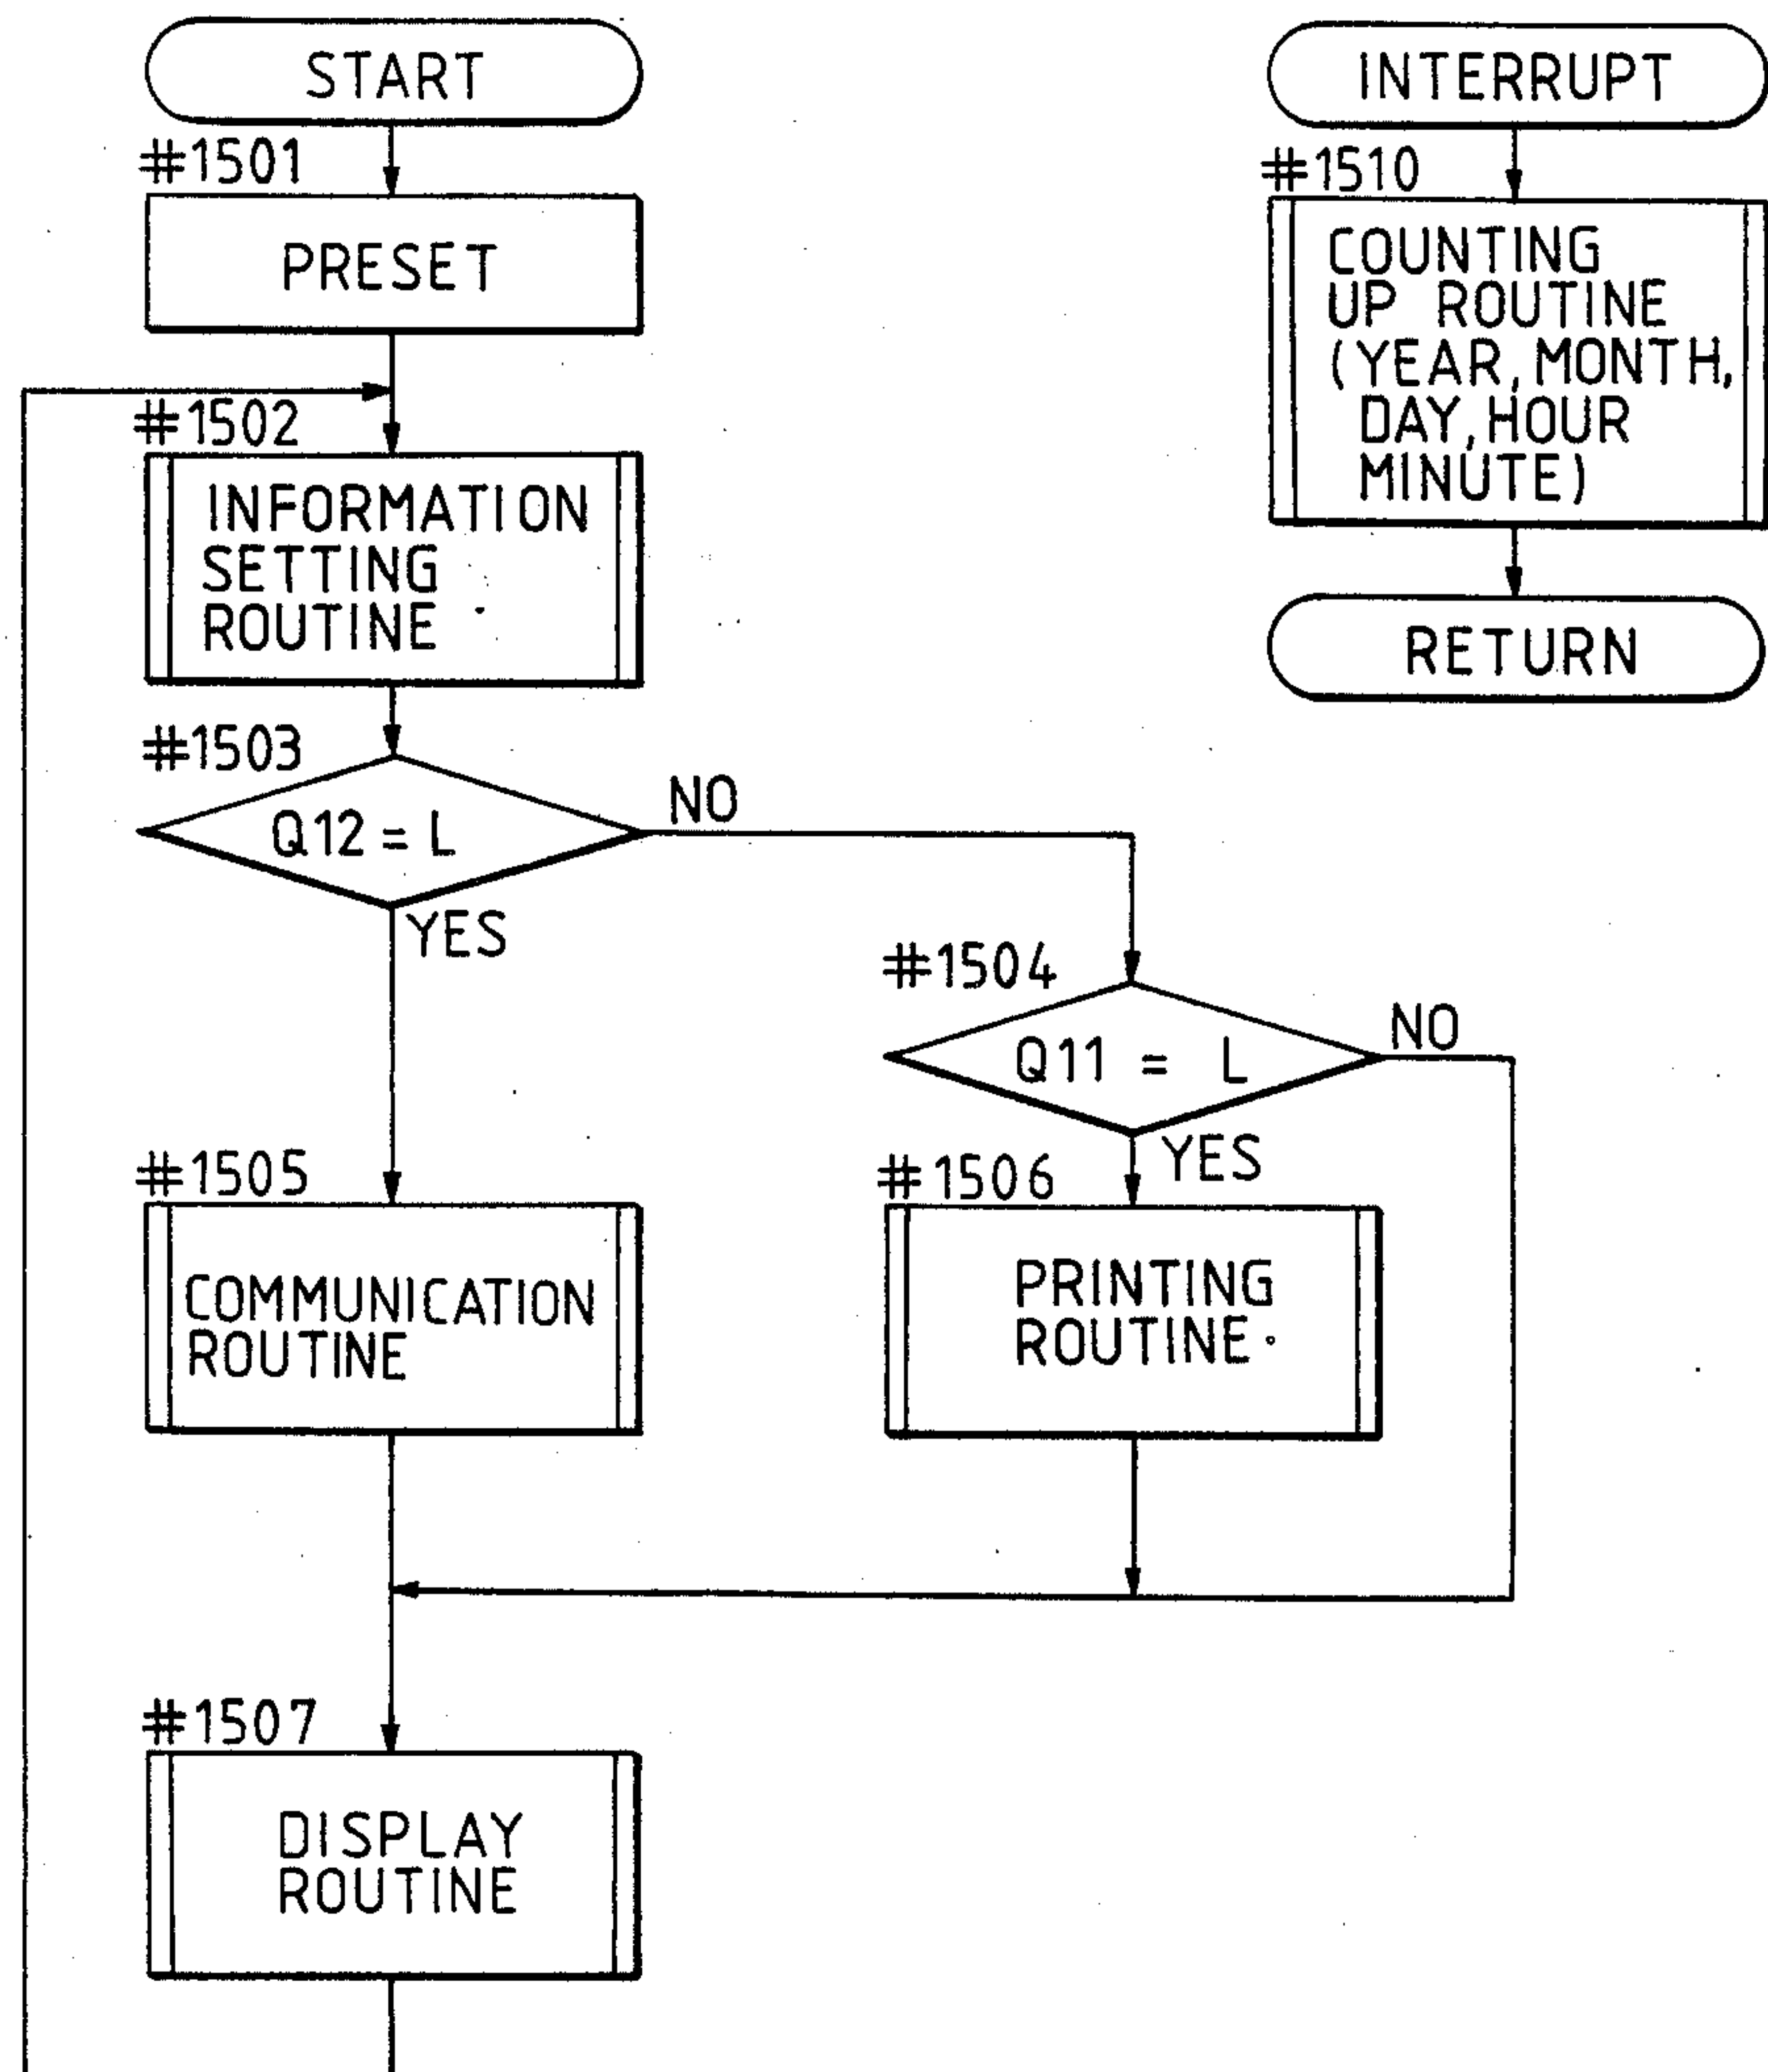 START
#1501
PRESET
#1502
INFORMATION
SETTING
ROUTINE
#1503
Q12 = L
NO
YES
#1504
Q11 = L
NO
YES
#1505
COMMUNICATION
ROUTINE
#1506
PRINTING
ROUTINE
#1507
DISPLAY
ROUTINE
INTERRUPT
#1510
COUNTING
UP ROUTINE
(YEAR, MONTH,
DAY, HOUR
MINUTE)
RETURN